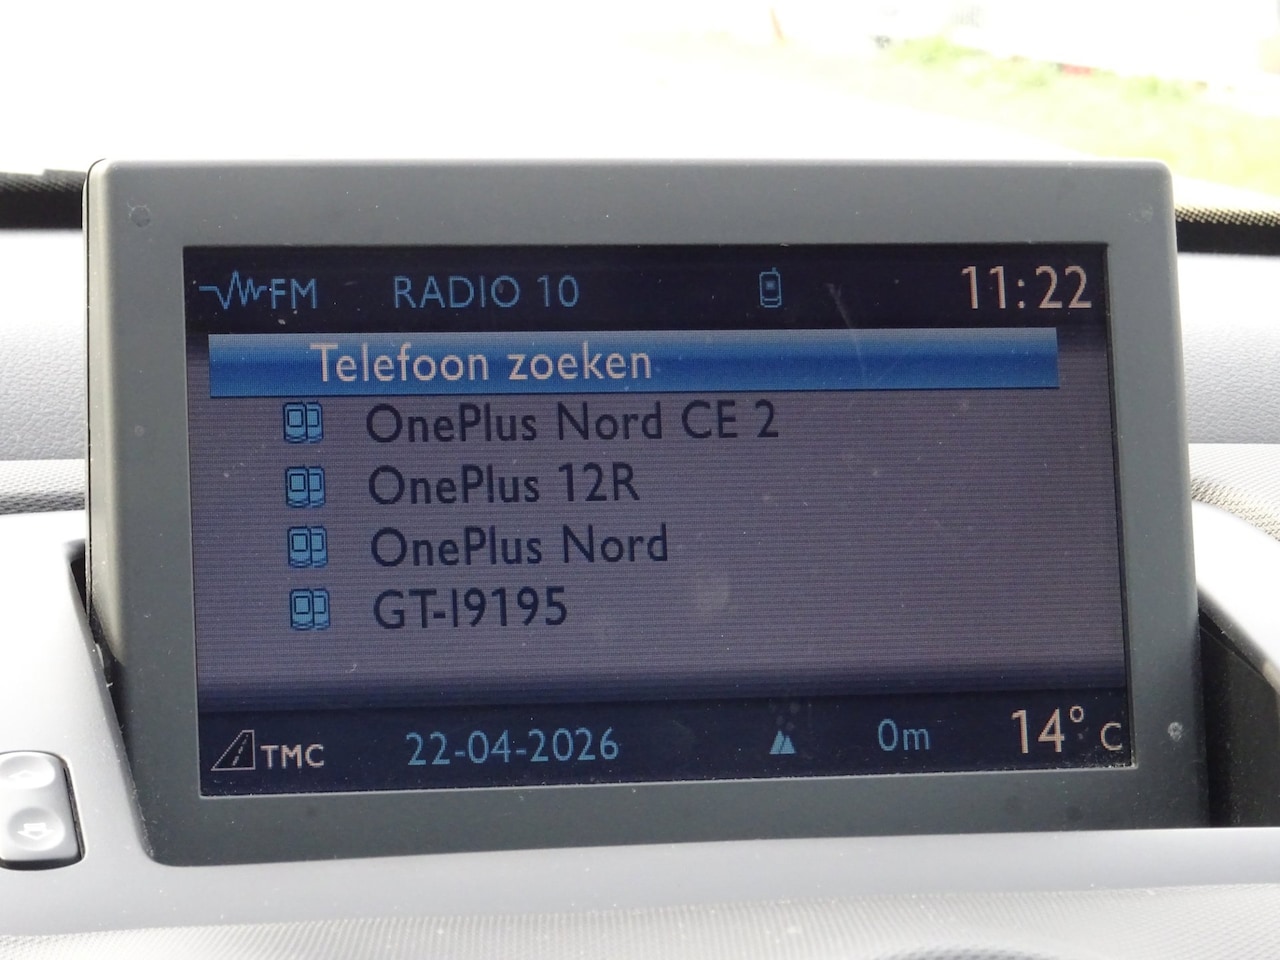 FM RADIO 10 11:22
Telefoon zoeken
OnePlus Nord CE 2
OnePlus 12R
OnePlus Nord
GT-I9195
TMC 22-04-2026 0m 14° C